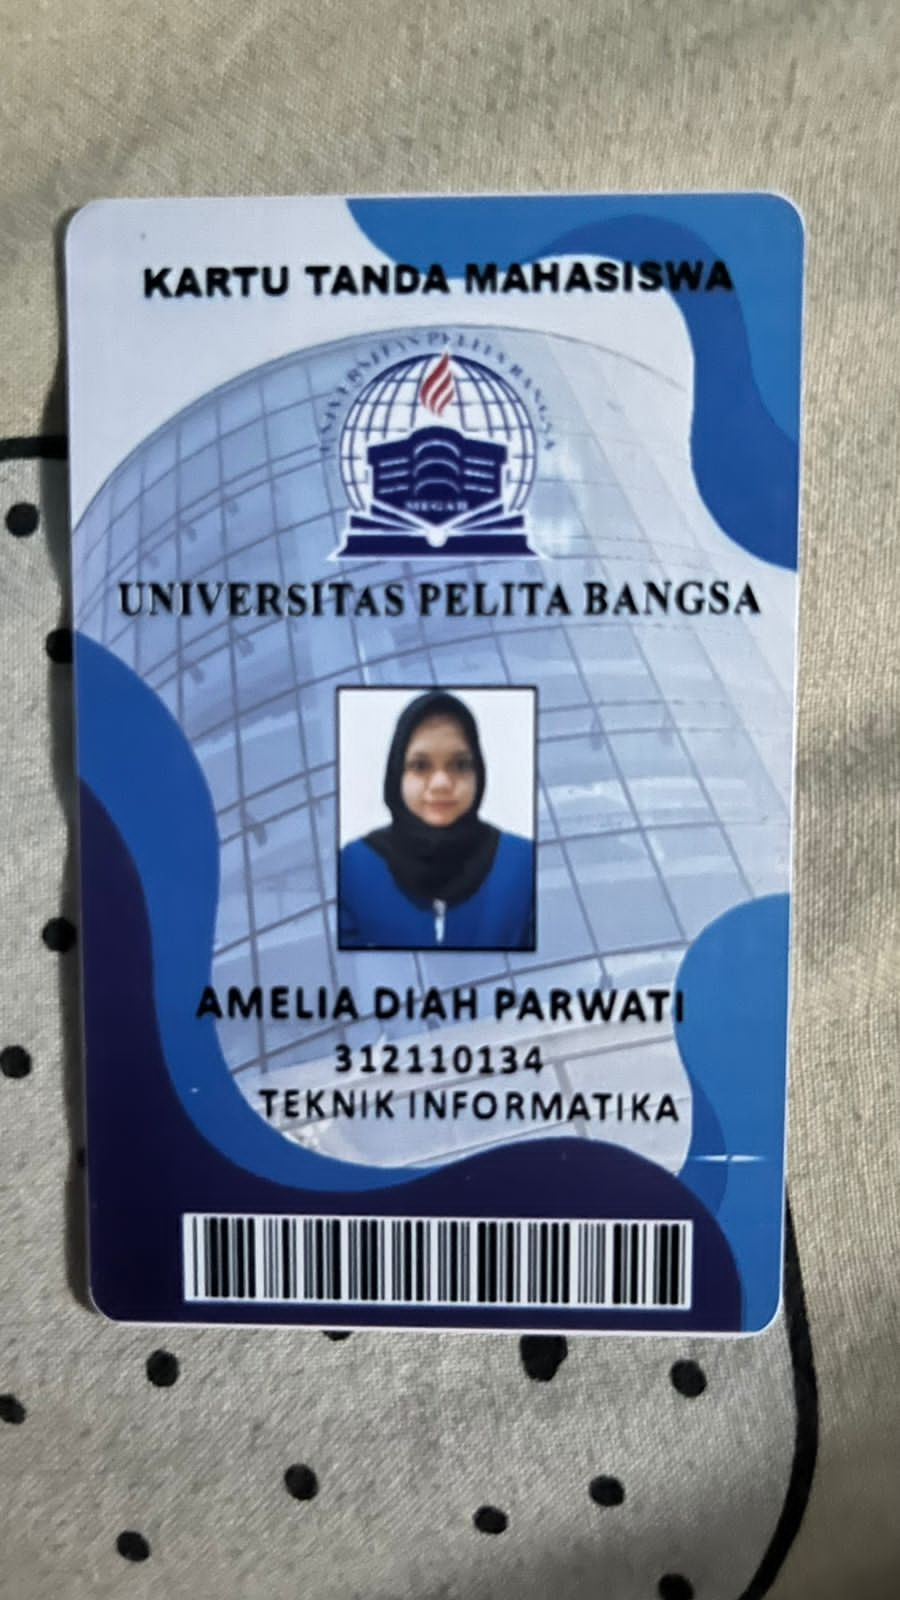 KARTU TANDA MAHASISWA
UNIVERSITAS PELITA BANGSA
MEGAH
UNIVERSITAS PELITA BANGSA
AMELIA DIAH PARWATI
312110134
TEKNIK INFORMATIKA